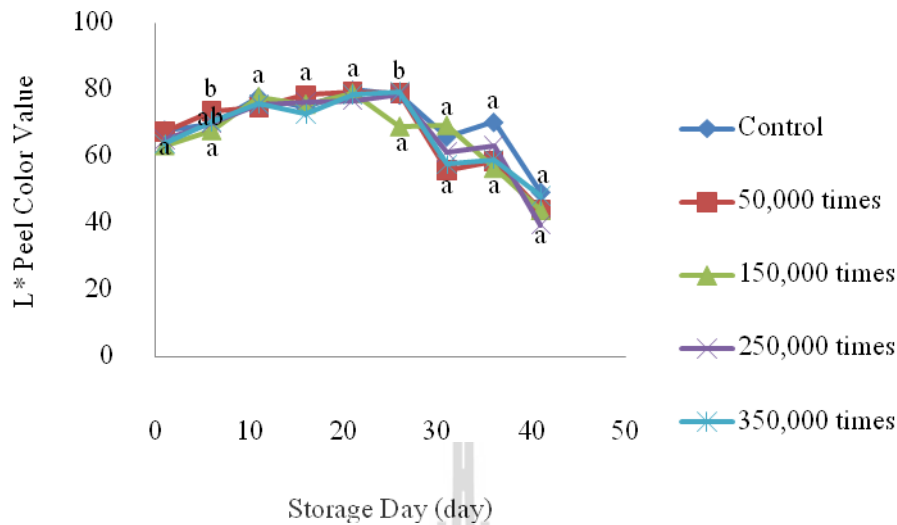 L* Peel Color Value
100
80
60
40
20
0
0 10 20 30 40 50
Storage Day (day)
b a a a b
ab a a
a a a a
a a a
a
Control
50,000 times
150,000 times
250,000 times
350,000 times